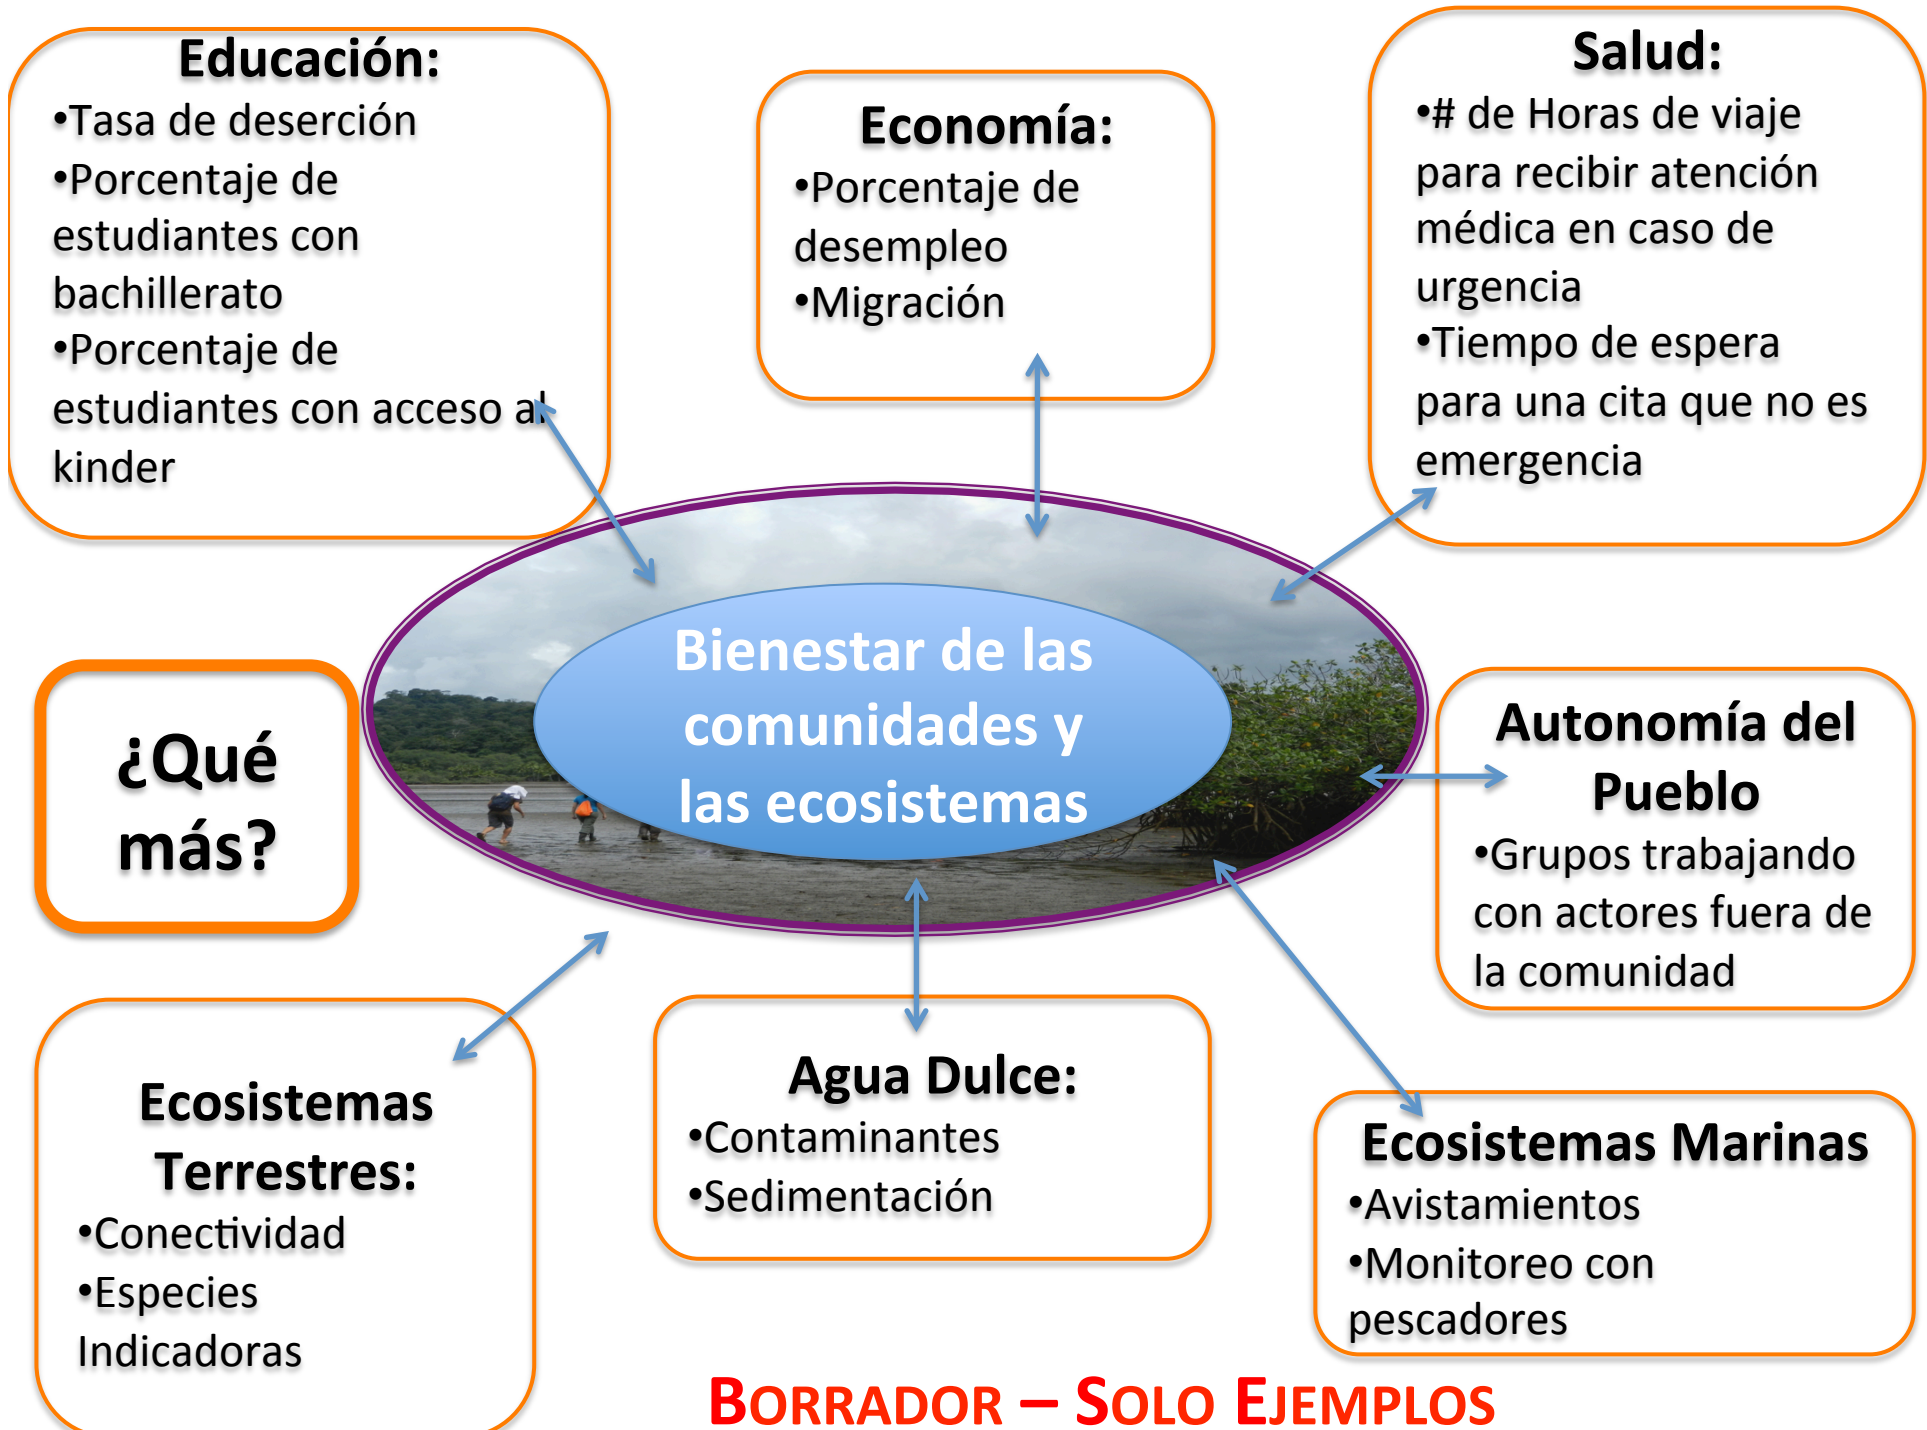 Educación:
•Tasa de deserción
•Porcentaje de
estudiantes con
bachillerato
•Porcentaje de
estudiantes con acceso al
kinder
Economía:
•Porcentaje de
desempleo
•Migración
Salud:
•# de Horas de viaje
para recibir atención
médica en caso de
urgencia
•Tiempo de espera
para una cita que no es
emergencia
Bienestar de las
comunidades y
las ecosistemas
¿Qué
más?
Autonomía del
Pueblo
•Grupos trabajando
con actores fuera de
la comunidad
Ecosistemas
Terrestres:
•Conectividad
•Especies
Indicadoras
Agua Dulce:
•Contaminantes
•Sedimentación
Ecosistemas Marinas
•Avistamientos
•Monitoreo con
pescadores
BORRADOR – SOLO EJEMPLOS